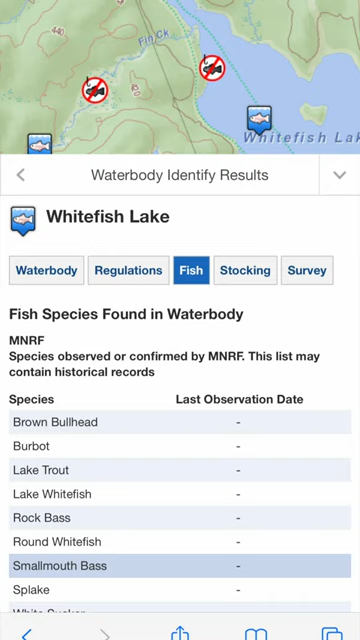 Fin Ck
Whitefish Lak
Waterbody Identify Results
Whitefish Lake
Waterbody
Regulations
Fish
Stocking
Survey
Fish Species Found in Waterbody
MNRF
Species observed or confirmed by MNRF. This list may
contain historical records
Species Last Observation Date
Brown Bullhead -
Burbot -
Lake Trout -
Lake Whitefish -
Rock Bass -
Round Whitefish -
Smallmouth Bass -
Splake -
White Sucker -